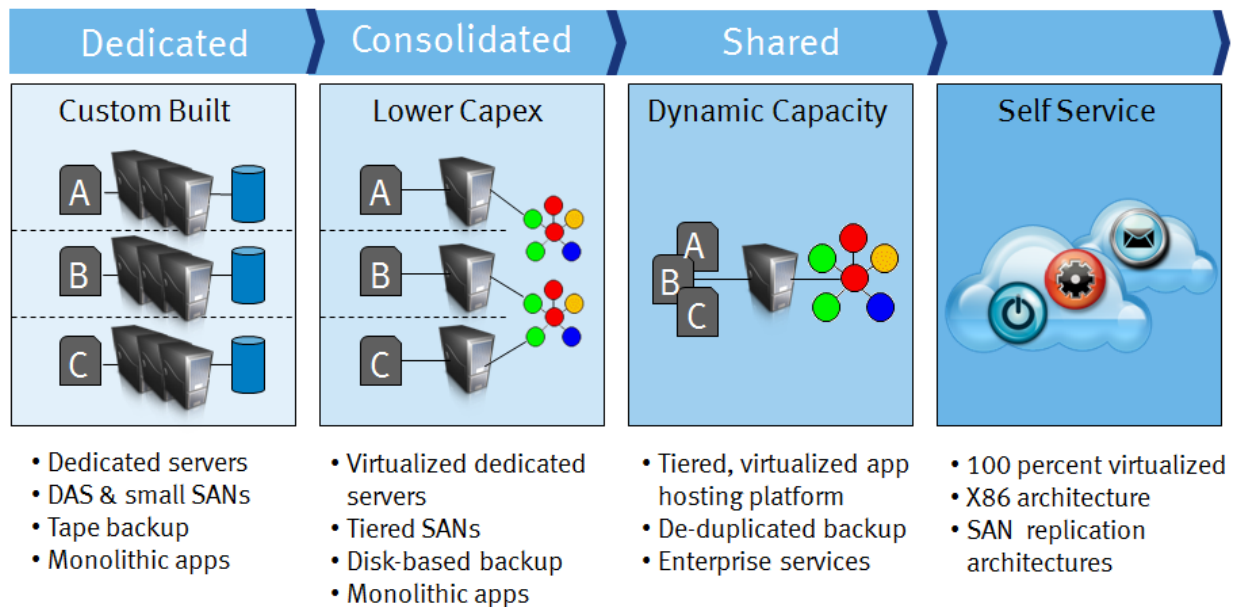 Dedicated
Consolidated
Shared
Custom Built
A
B
C
Lower Capex
A
B
C
Dynamic Capacity
A
B
C
Self Service
• Dedicated servers
• DAS & small SANs
• Tape backup
• Monolithic apps
• Virtualized dedicated
servers
• Tiered SANs
• Disk-based backup
• Monolithic apps
• Tiered, virtualized app
hosting platform
• De-duplicated backup
• Enterprise services
• 100 percent virtualized
• X86 architecture
• SAN replication
architectures